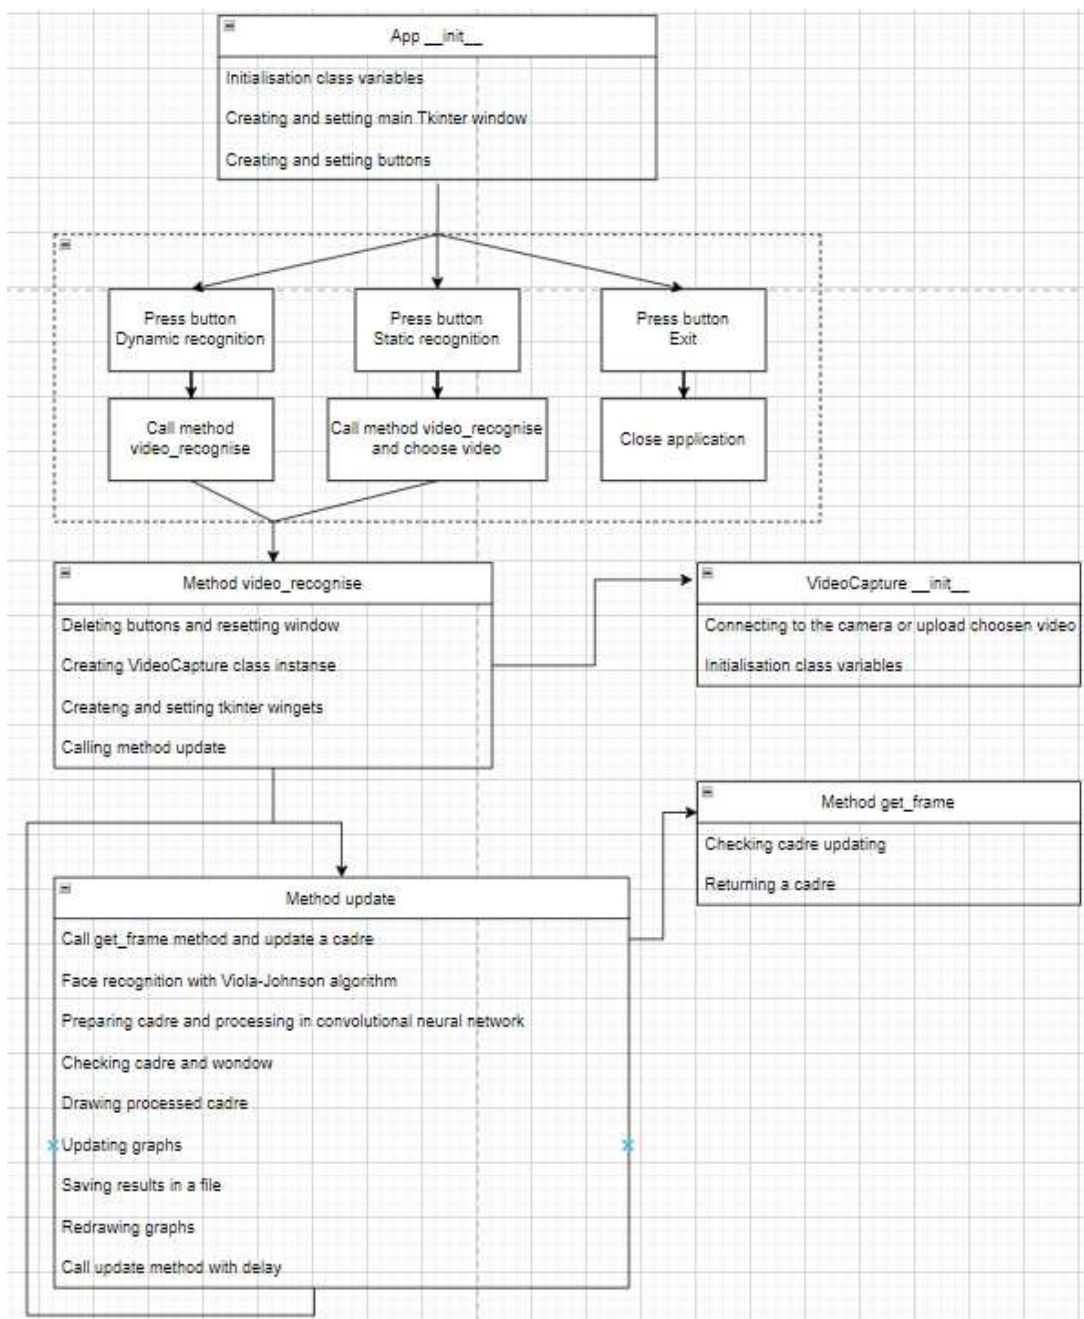 App __init__
Initialisation class variables
Creating and setting main Tkinter window
Creating and setting buttons
Press button
Dynamic recognition
Press button
Static recognition
Press button
Exit
Call method
video_recognise
Call method video_recognise
and choose video
Close application
Method video_recognise
Deleting buttons and resetting window
Creating VideoCapture class instanse
Createng and setting tkinter wingets
Calling method update
VideoCapture __init__
Connecting to the camera or upload choosen video
Initialisation class variables
Method get_frame
Checking cadre updating
Returning a cadre
Method update
Call get_frame method and update a cadre
Face recognition with Viola-Johnson algorithm
Preparing cadre and processing in convolutional neural network
Checking cadre and wondow
Drawing processed cadre
Updating graphs
Saving results in a file
Redrawing graphs
Call update method with delay